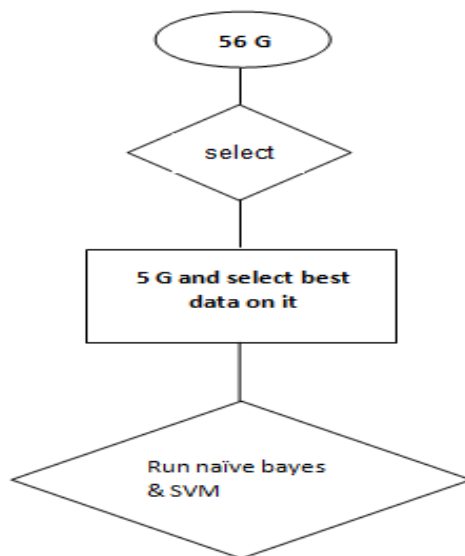 56 G
select
5 G and select best
data on it
Run naïve bayes
& SVM